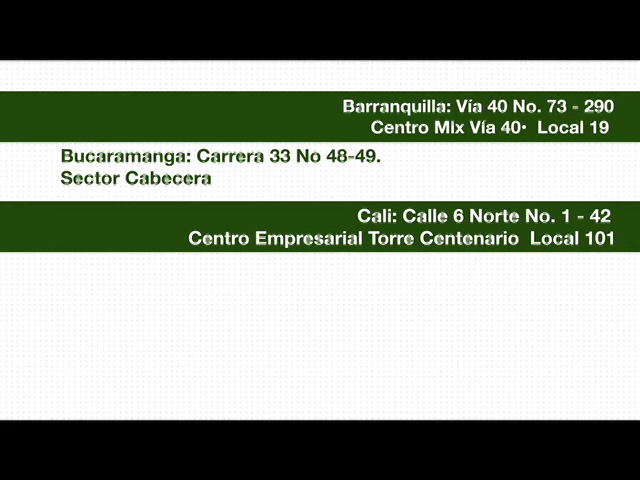 Barranquilla: Vía 40 No. 73 - 290
Centro Mix Vía 40• Local 19
Bucaramanga: Carrera 33 No 48-49.
Sector Cabecera
Cali: Calle 6 Norte No. 1 - 42
Centro Empresarial Torre Centenario Local 101